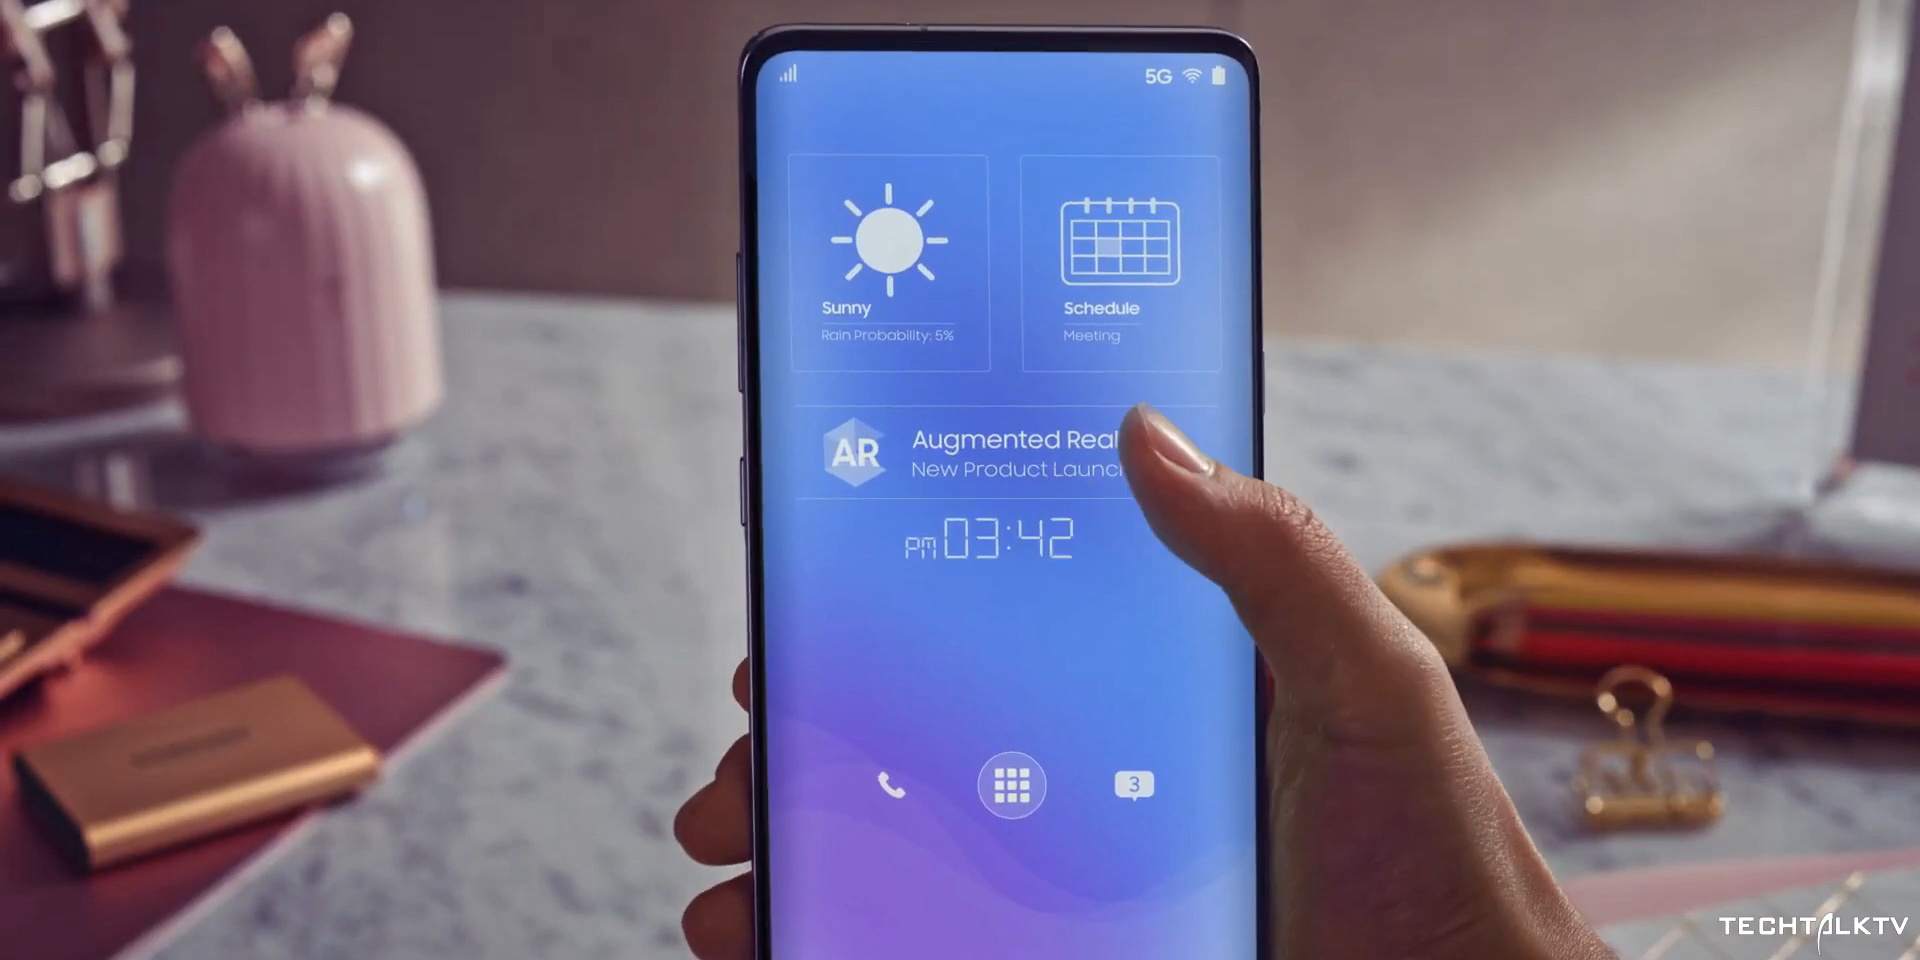 5G
Sunny
Rain Probability: 5%
Schedule
Meeting
AR
Augmented Real
New Product Launc
PM 03:42
3
TECHTALKTV